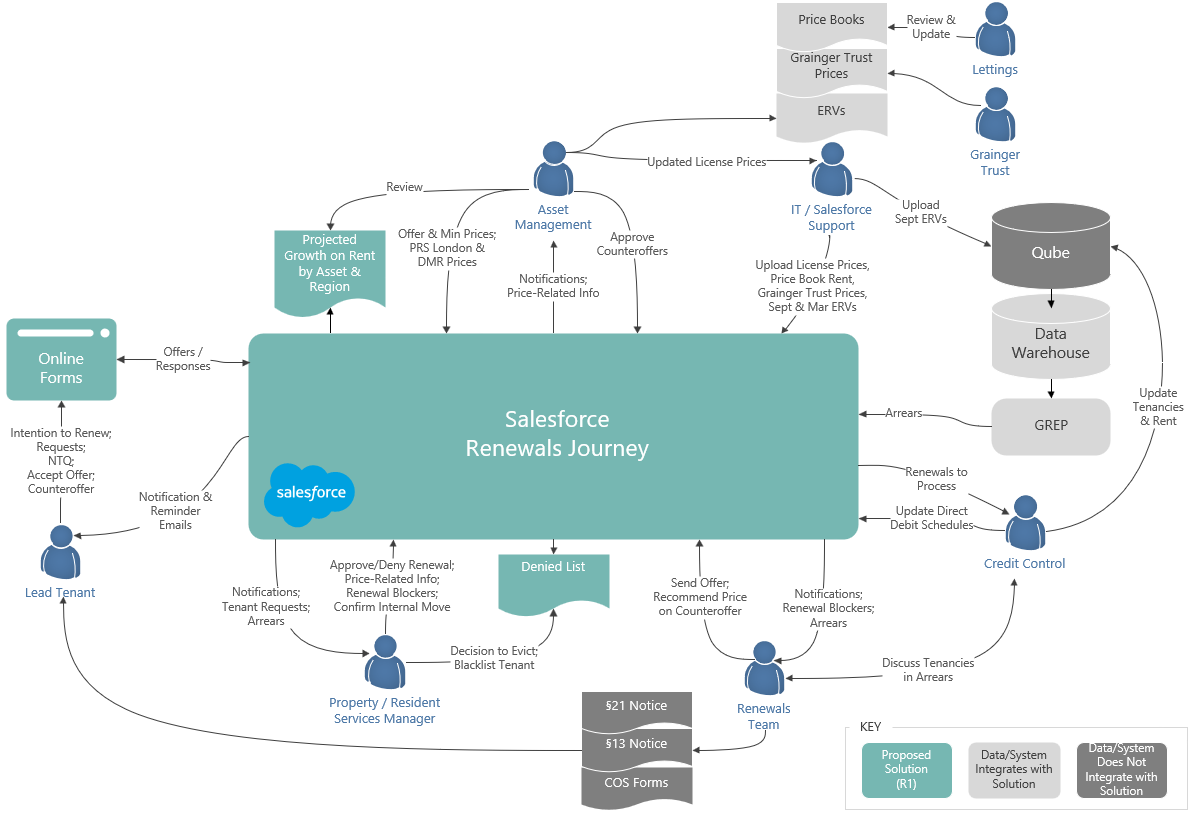 Price Books
Review &
Update
Lettings
Grainger Trust
Prices
ERVs
Grainger
Trust
Updated License Prices
Review
Asset
Management
IT / Salesforce
Support
Upload
Sept ERVs
Projected
Growth on Rent
by Asset &
Region
Offer & Min Prices;
PRS London &
DMR Prices
Approve
Counteroffers
Notifications;
Price-Related Info
Upload License Prices,
Price Book Rent,
Grainger Trust Prices,
Sept & Mar ERVs
Qube
Data
Warehouse
GREP
Update
Tenancies
& Rent
Online
Forms
Offers /
Responses
Salesforce
Renewals Journey
salesforce
Arrears
Intention to Renew;
Requests;
NTQ;
Accept Offer;
Counteroffer
Notification &
Reminder
Emails
Lead Tenant
Renewals to
Process
Update Direct
Debit Schedules
Credit Control
Notifications;
Tenant Requests;
Arrears
Approve/Deny Renewal;
Price-Related Info;
Renewal Blockers;
Confirm Internal Move
Denied List
Send Offer;
Recommend Price
on Counteroffer
Notifications;
Renewal Blockers;
Arrears
Decision to Evict;
Blacklist Tenant
Property / Resident
Services Manager
Discuss Tenancies
in Arrears
Renewals
Team
§21 Notice
§13 Notice
COS Forms
KEY
Proposed
Solution
(R1)
Data/System
Integrates with
Solution
Data/System
Does Not
Integrate with
Solution